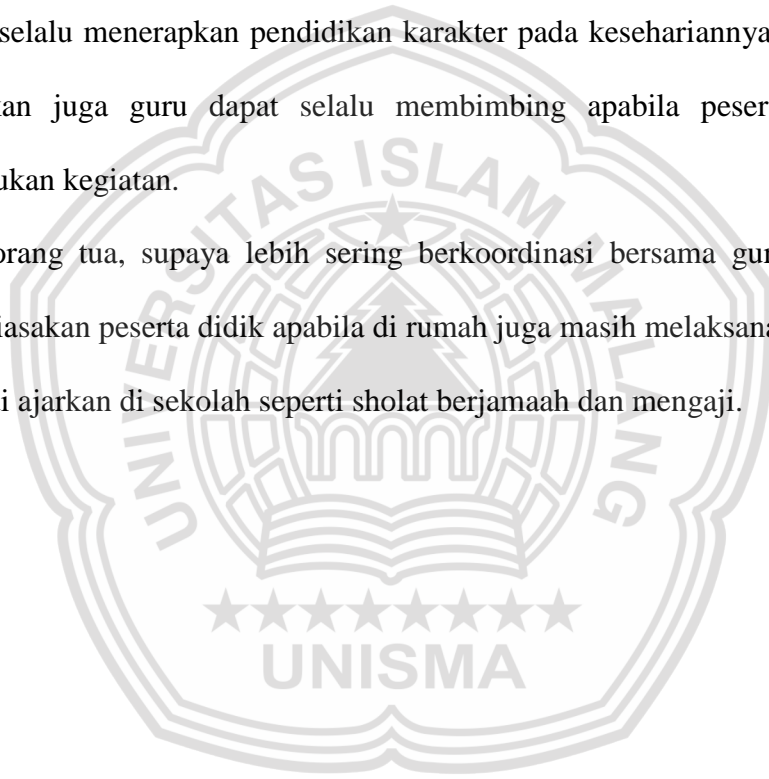 selalu menerapkan pendidikan karakter pada kesehariannya
kan juga guru dapat selalu membimbing apabila peser
ukan kegiatan.
orang tua, supaya lebih sering berkoordinasi bersama gur
iasakan peserta didik apabila di rumah juga masih melaksana
i ajarkan di sekolah seperti sholat berjamaah dan mengaji.
UNIVERSITAS ISLAM MALANG
UNISMA